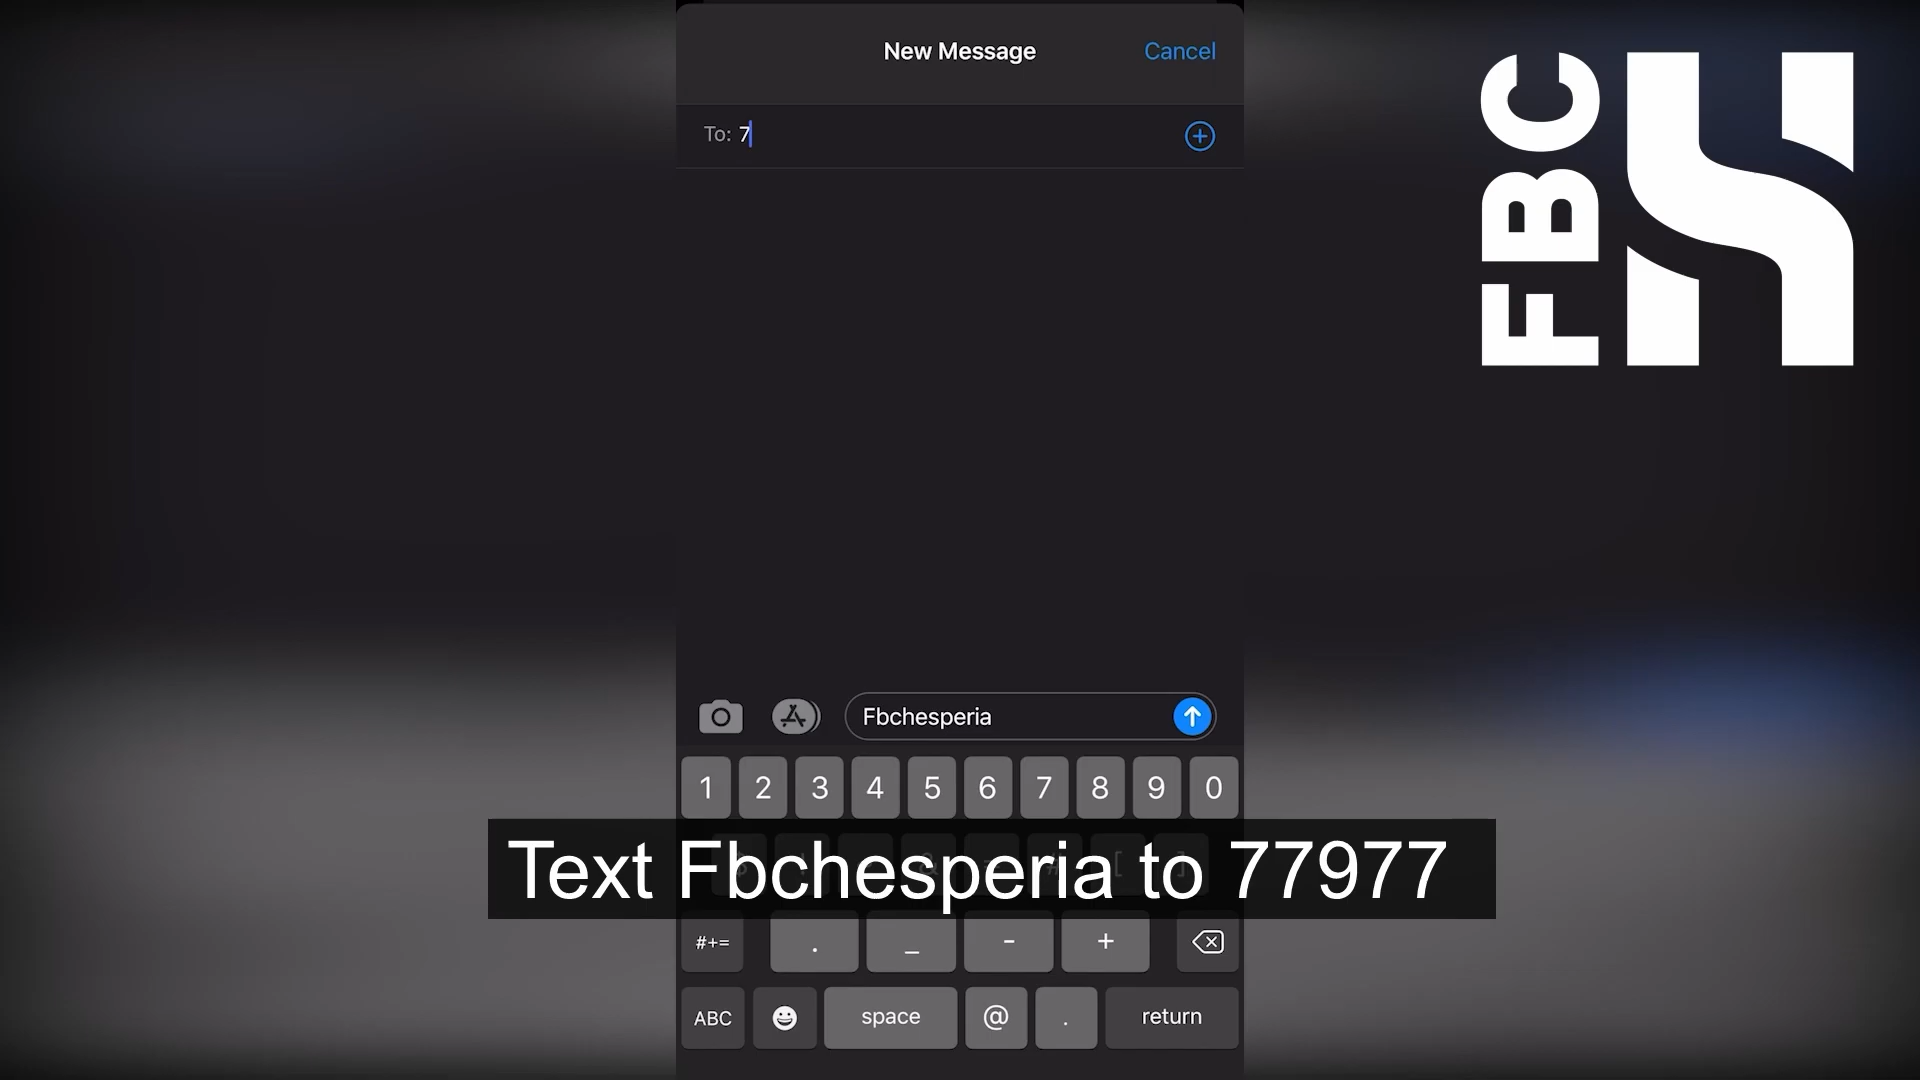 New Message
Cancel
To: 7
FBC
H
Fbchesperia
1 2 3 4 5 6 7 8 9 0
Text Fbchesperia to 77977
#+= . _ - +
ABC space @ . return